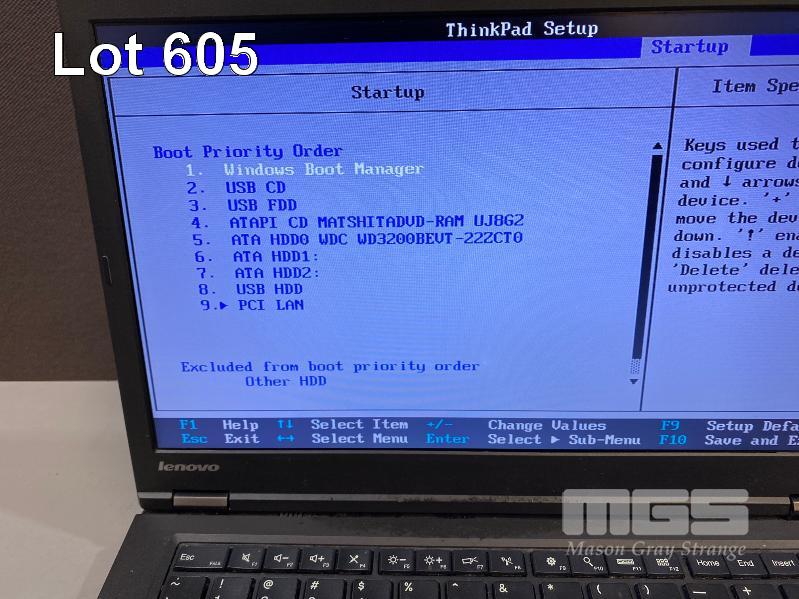 Lot 605
ThinkPad Setup
Startup
Startup
Item Spe
Boot Priority Order
1. Windows Boot Manager
2. USB CD
3. USB FDD
4. ATAPI CD MATSHITADVD-RAM UJ8G2
5. ATA HDD0 WDC WD3200BEVT-22ZCT0
6. ATA HDD1:
7. ATA HDD2:
8. USB HDD
9.▶ PCI LAN
Excluded from boot priority order
Other HDD
Keys used t
configure de
and ↓ arrows
device. '+'
move the dev
down. '!' ena
disables a de
'Delete' dele
unprotected de
F1 Help ↑↓ Select Item +/- Change Values F9 Setup Defa
Esc Exit ↔ Select Menu Enter Select ▶ Sub-Menu F10 Save and Ex
lenovo
MGS
Mason Gray Strange
Esc Home End Insert
~ ! @ # $ % ^ & * ( ) — +